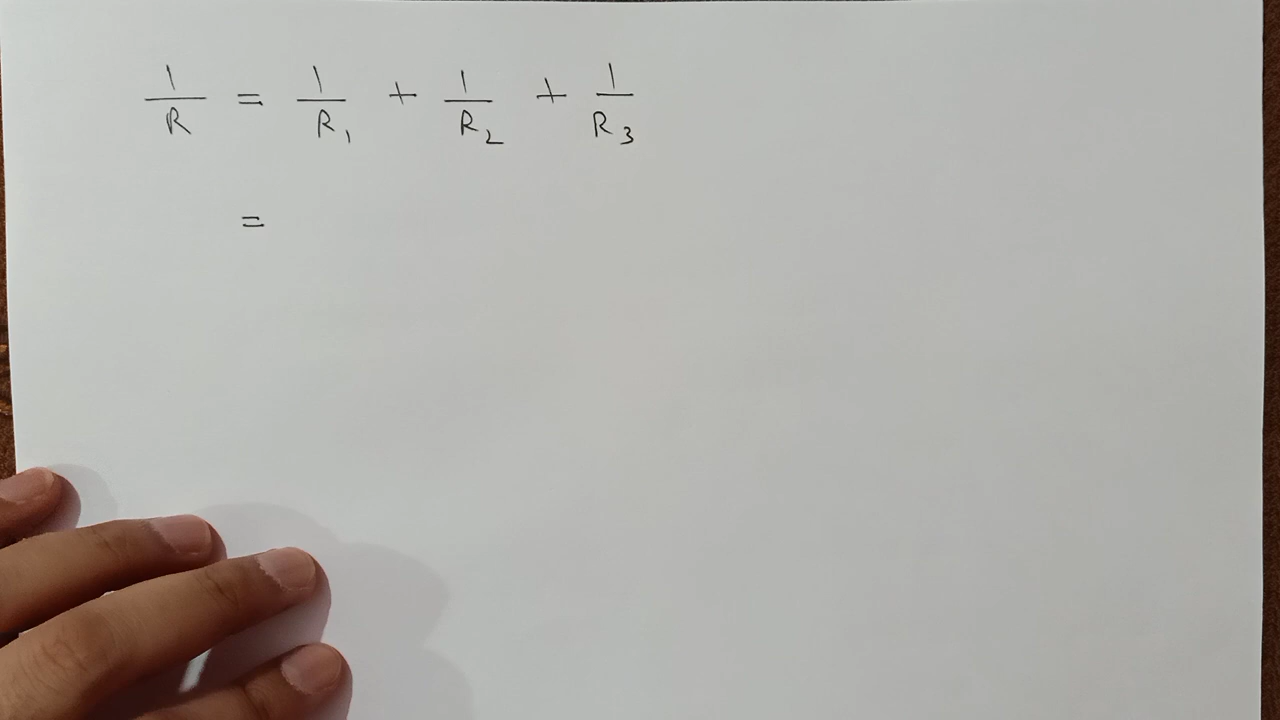 1/R = 1/R₁ + 1/R₂ + 1/R₃
=